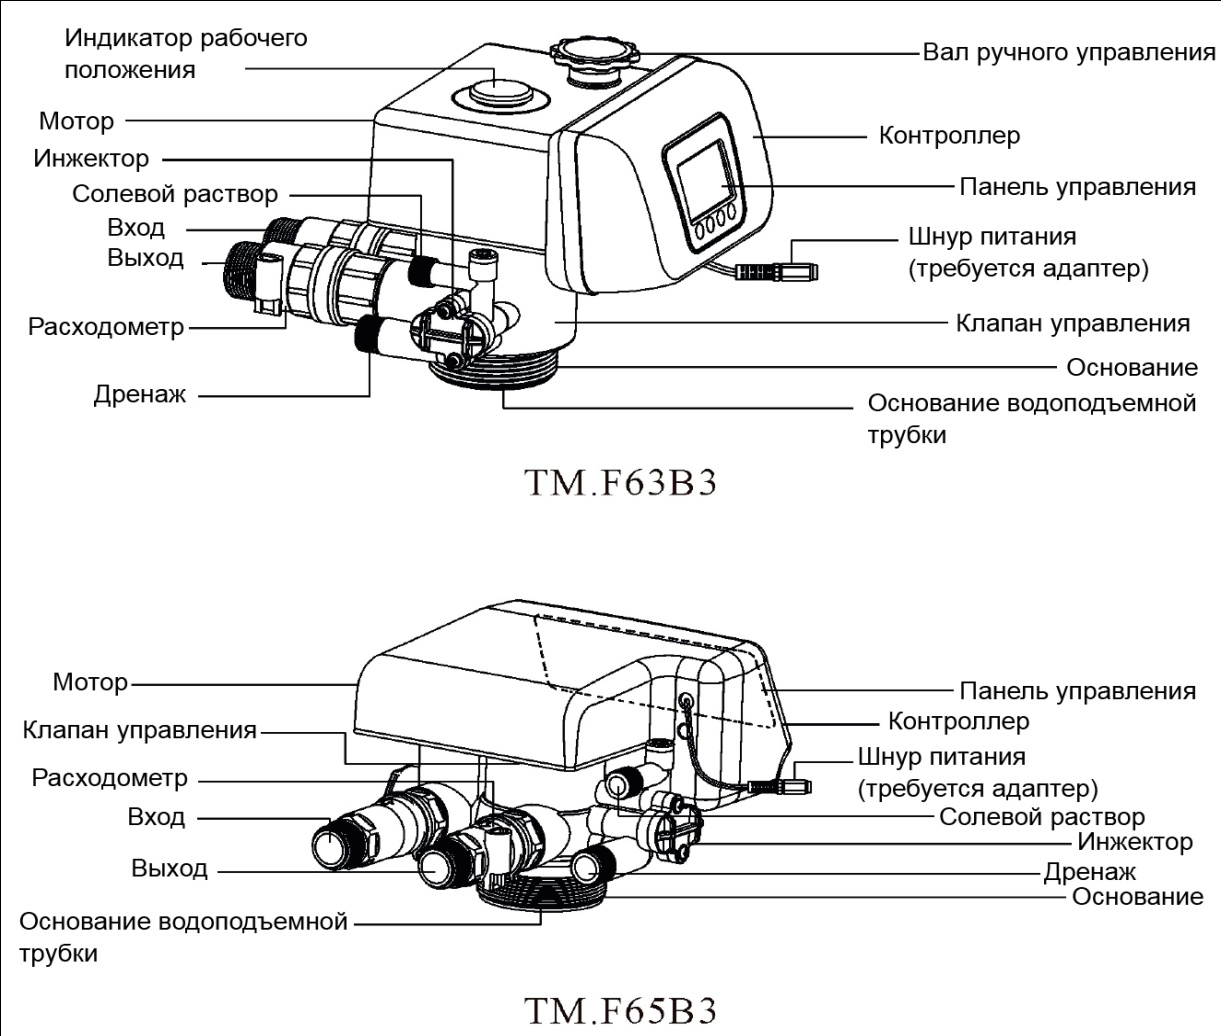 Индикатор рабочего
положения
Вал ручного управления
Мотор
Контроллер
Инжектор
Панель управления
Солевой раствор
Вход
Шнур питания
(требуется адаптер)
Выход
Расходометр
Клапан управления
Основание
Дренаж
Основание водоподъемной
трубки
TM.F63B3
Мотор
Панель управления
Контроллер
Клапан управления
Шнур питания
(требуется адаптер)
Расходометр
Вход
Солевой раствор
Инжектор
Выход
Дренаж
Основание
Основание водоподъемной
трубки
TM.F65B3